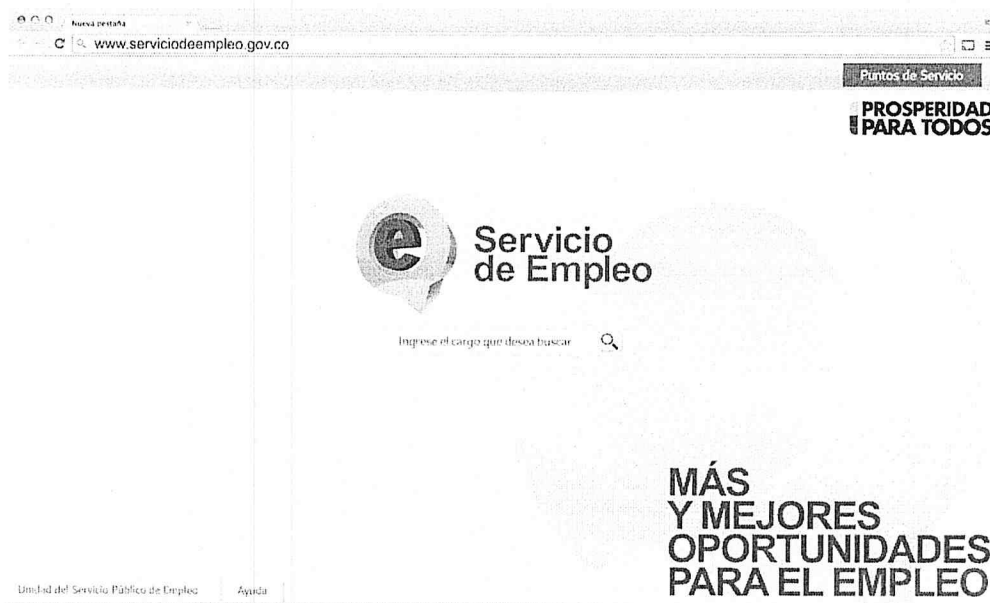 Nueva pestaña
www.serviciodeempleo.gov.co
Puntos de Servicio
PROSPERIDAD
PARA TODOS
e
Servicio
de Empleo
Ingrese el cargo que desea buscar
MÁS
Y MEJORES
OPORTUNIDADES
PARA EL EMPLEO
Unidad del Servicio Público de Empleo
Ayuda